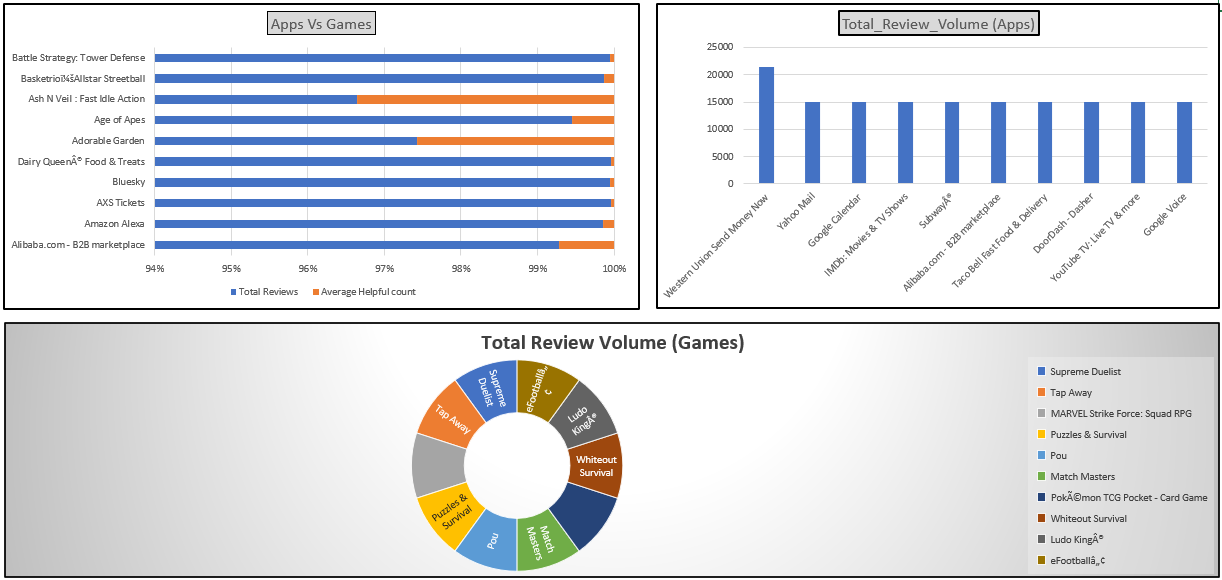 Apps Vs Games
Battle Strategy: Tower Defense
Basketrioï¼šAllstar Streetball
Ash N Veil : Fast Idle Action
Age of Apes
Adorable Garden
Dairy QueenÂ® Food & Treats
Bluesky
AXS Tickets
Amazon Alexa
Alibaba.com - B2B marketplace
94% 95% 96% 97% 98% 99% 100%
Total Reviews Average Helpful count
Total_Review_Volume (Apps)
25000
20000
15000
10000
5000
0
Western Union Send Money Now
Yahoo Mail
Google Calendar
IMDb: Movies & TV Shows
SubwayÂ®
Alibaba.com - B2B marketplace
Taco Bell Fast Food & Delivery
DoorDash - Dasher
YouTube TV: Live TV & more
Google Voice
Total Review Volume (Games)
Supreme
Duelist
eFootballâ„
¢
Tap Away
Ludo
KingÂ®
Whiteout
Survival
Puzzles &
Survival
Pou
Match
Masters
Supreme Duelist
Tap Away
MARVEL Strike Force: Squad RPG
Puzzles & Survival
Pou
Match Masters
PokÃ©mon TCG Pocket - Card Game
Whiteout Survival
Ludo KingÂ®
eFootballâ„¢